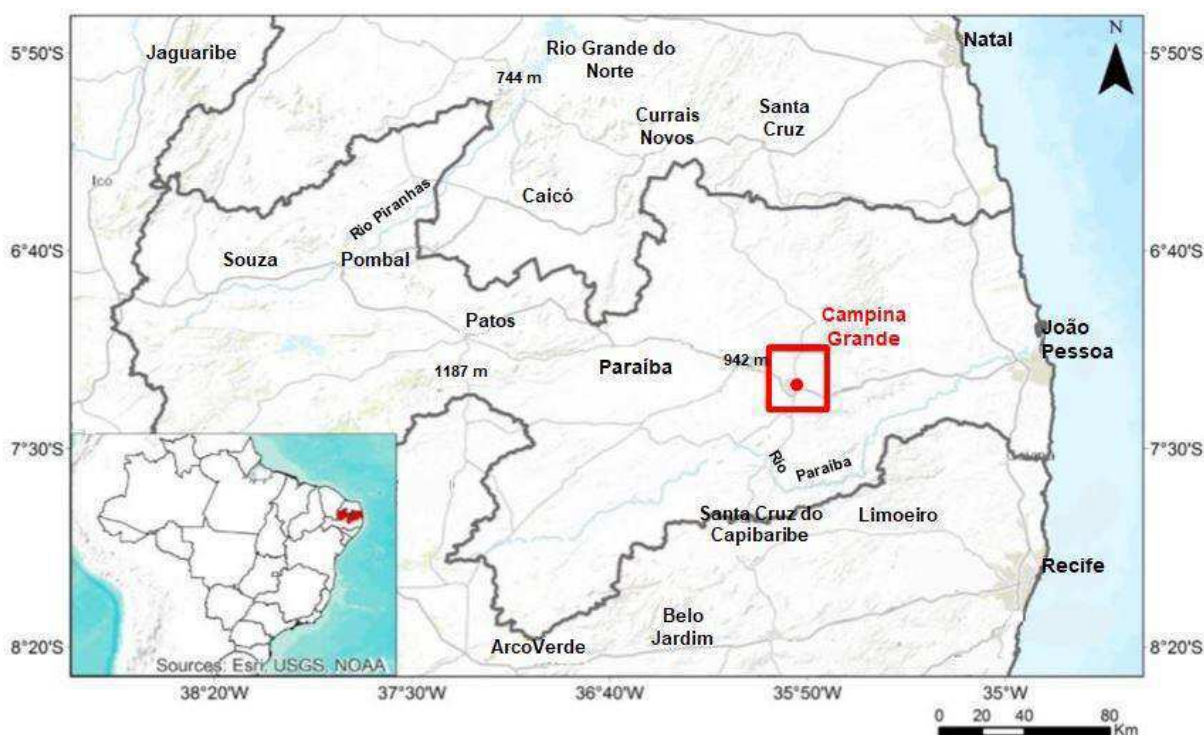 5°50'S
Jaguaribe
Rio Grande do
Norte
Natal
N
5°50'S
744 m
Currais
Novos
Santa
Cruz
Icó
Rio Piranhas
Caicó
6°40'S
Souza
Pombal
6°40'S
Patos
Campina
Grande
João
Pessoa
1187 m
Paraíba
942 m
7°30'S
Rio
Paraíba
7°30'S
Santa Cruz do
Capibaribe
Limoeiro
Recife
Belo
Jardim
8°20'S
ArcoVerde
8°20'S
Sources: Esri, USGS, NOAA
38°20'W
37°30'W
36°40'W
35°50'W
35°W
0 20 40 80
Km